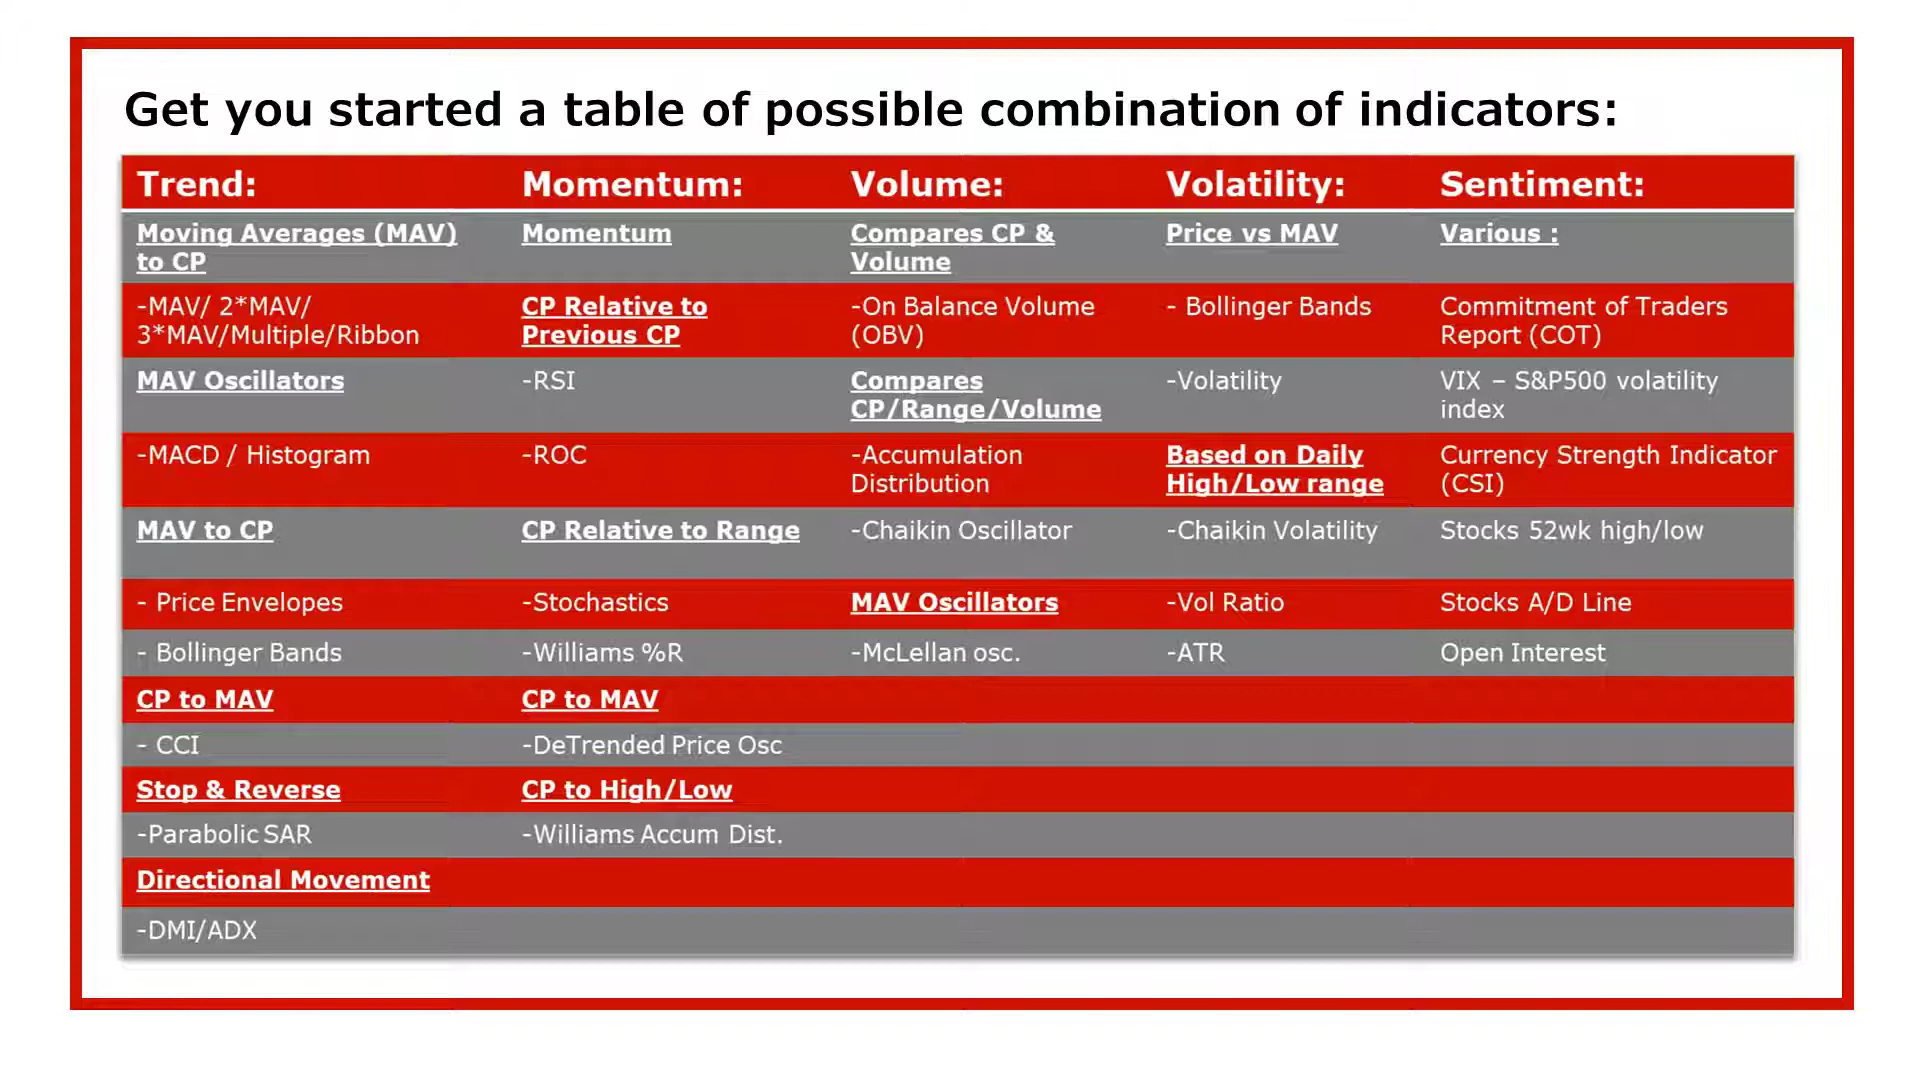 Get you started a table of possible combination of indicators:
Trend: Momentum: Volume: Volatility: Sentiment:
Moving Averages (MAV) to CP
Momentum
Compares CP & Volume
Price vs MAV
Various :
-MAV/ 2*MAV/
3*MAV/Multiple/Ribbon
CP Relative to
Previous CP
-On Balance Volume
(OBV)
- Bollinger Bands
Commitment of Traders
Report (COT)
MAV Oscillators
-RSI
Compares
CP/Range/Volume
-Volatility
VIX – S&P500 volatility
index
-MACD / Histogram
-ROC
-Accumulation
Distribution
Based on Daily
High/Low range
Currency Strength Indicator
(CSI)
MAV to CP
CP Relative to Range
-Chaikin Oscillator
-Chaikin Volatility
Stocks 52wk high/low
- Price Envelopes
-Stochastics
MAV Oscillators
-Vol Ratio
Stocks A/D Line
- Bollinger Bands
-Williams %R
-McLellan osc.
-ATR
Open Interest
CP to MAV
CP to MAV
- CCI
-DeTrended Price Osc
Stop & Reverse
CP to High/Low
-Parabolic SAR
-Williams Accum Dist.
Directional Movement
-DMI/ADX